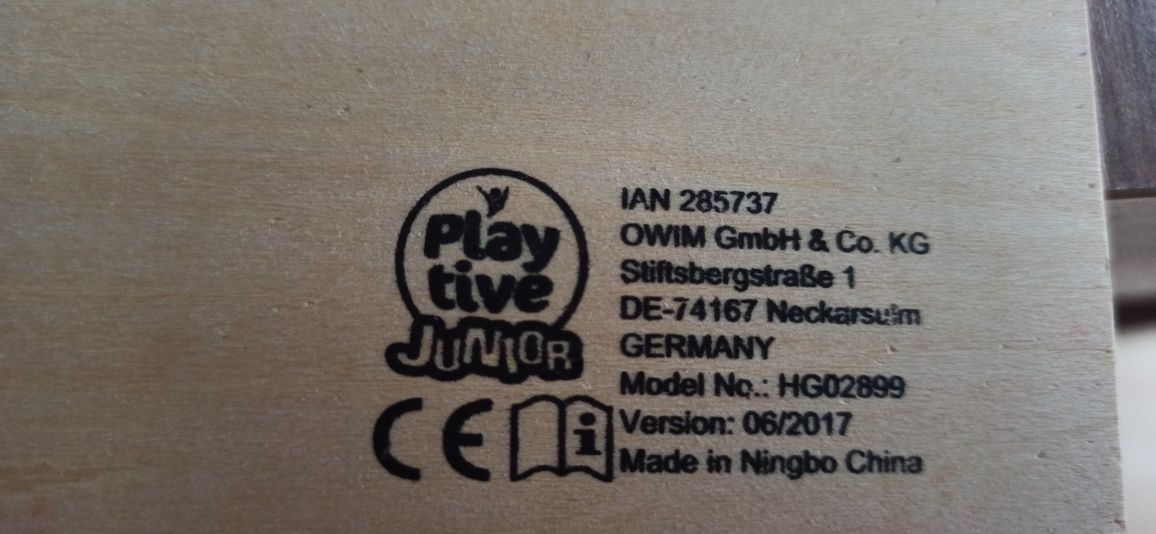 Play
tive
JUNIOR
CE
i
IAN 285737
OWIM GmbH & Co. KG
Stiftsbergstraße 1
DE-74167 Neckarsulm
GERMANY
Model No.: HG02899
Version: 06/2017
Made in Ningbo China